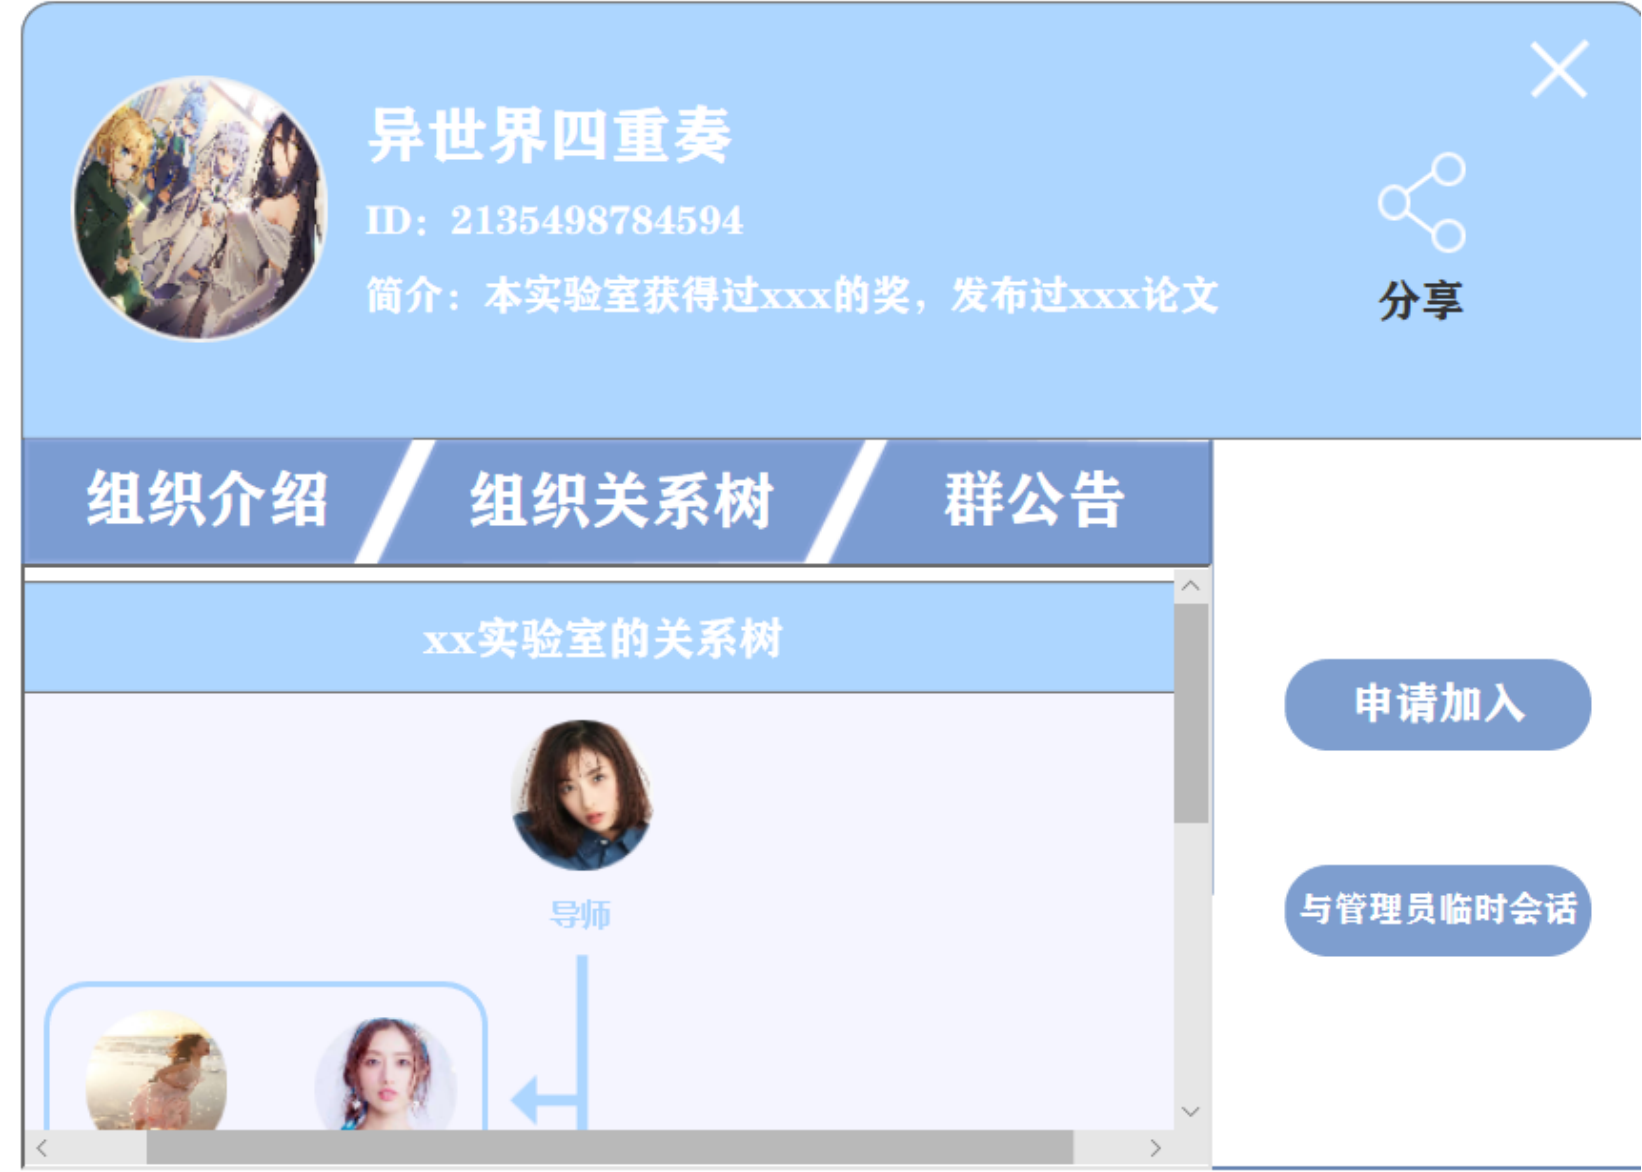 异世界四重奏
ID：2135498784594
简介：本实验室获得过xxx的奖，发布过xxx论文
分享
组织介绍
组织关系树
群公告
xx实验室的关系树
导师
申请加入
与管理员临时会话